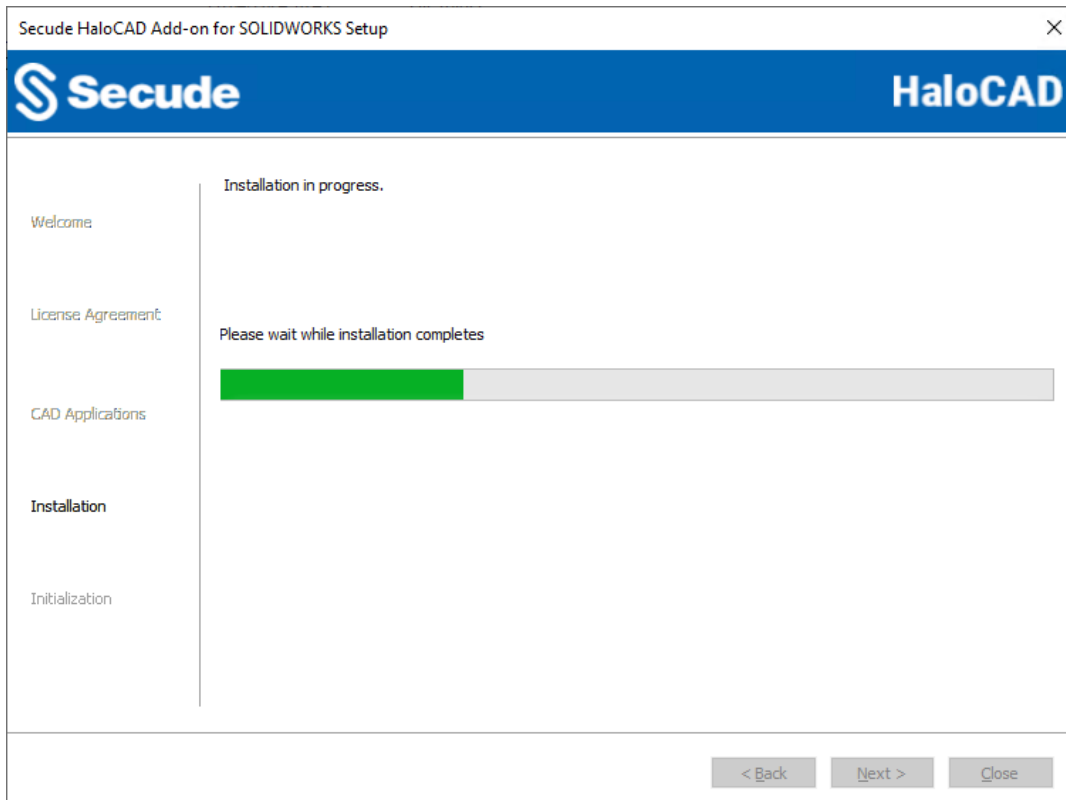 Secude HaloCAD Add-on for SOLIDWORKS Setup
Secude
HaloCAD
Installation in progress.
Welcome
License Agreement
Please wait while installation completes
CAD Applications
Installation
Initialization
< Back
Next >
Close